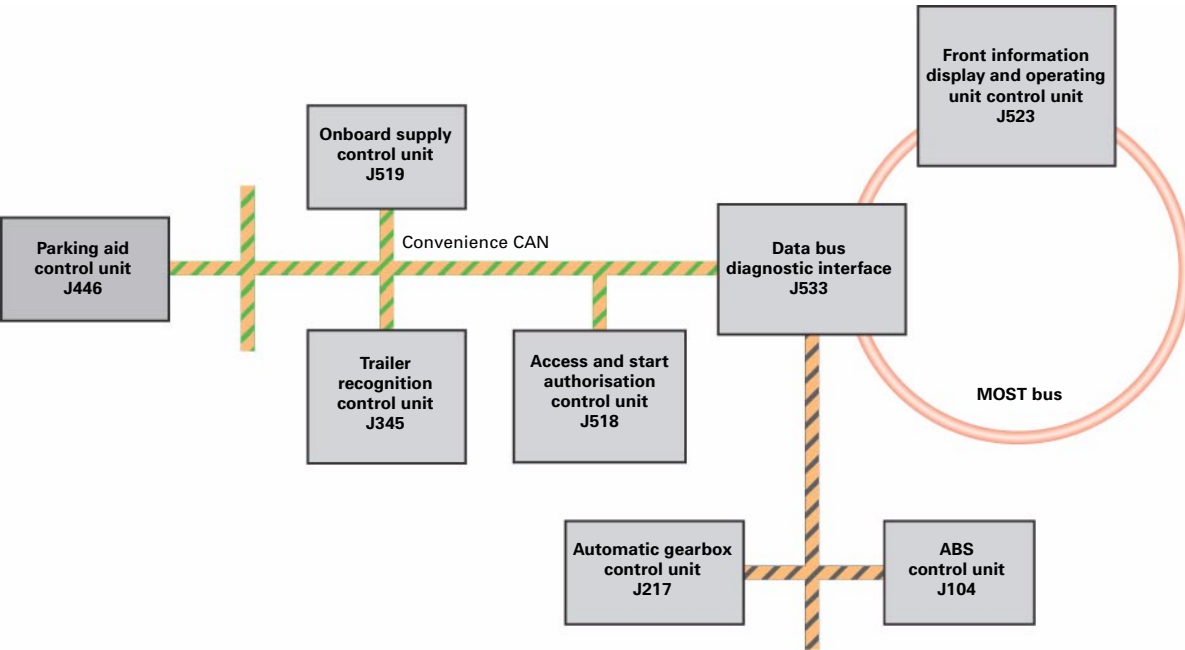 Front information
display and operating
unit control unit
J523
Onboard supply
control unit
J519
Convenience CAN
Parking aid
control unit
J446
Data bus
diagnostic interface
J533
Trailer
recognition
control unit
J345
Access and start
authorisation
control unit
J518
MOST bus
Automatic gearbox
control unit
J217
ABS
control unit
J104